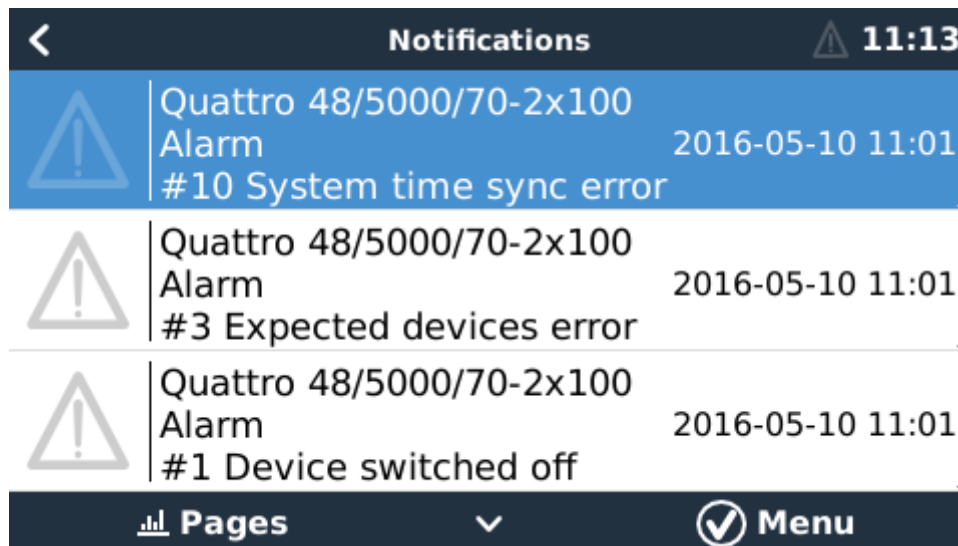 Notifications
11:13
Quattro 48/5000/70-2x100
Alarm
2016-05-10 11:01
#10 System time sync error
Quattro 48/5000/70-2x100
Alarm
2016-05-10 11:01
#3 Expected devices error
Quattro 48/5000/70-2x100
Alarm
2016-05-10 11:01
#1 Device switched off
Pages
Menu